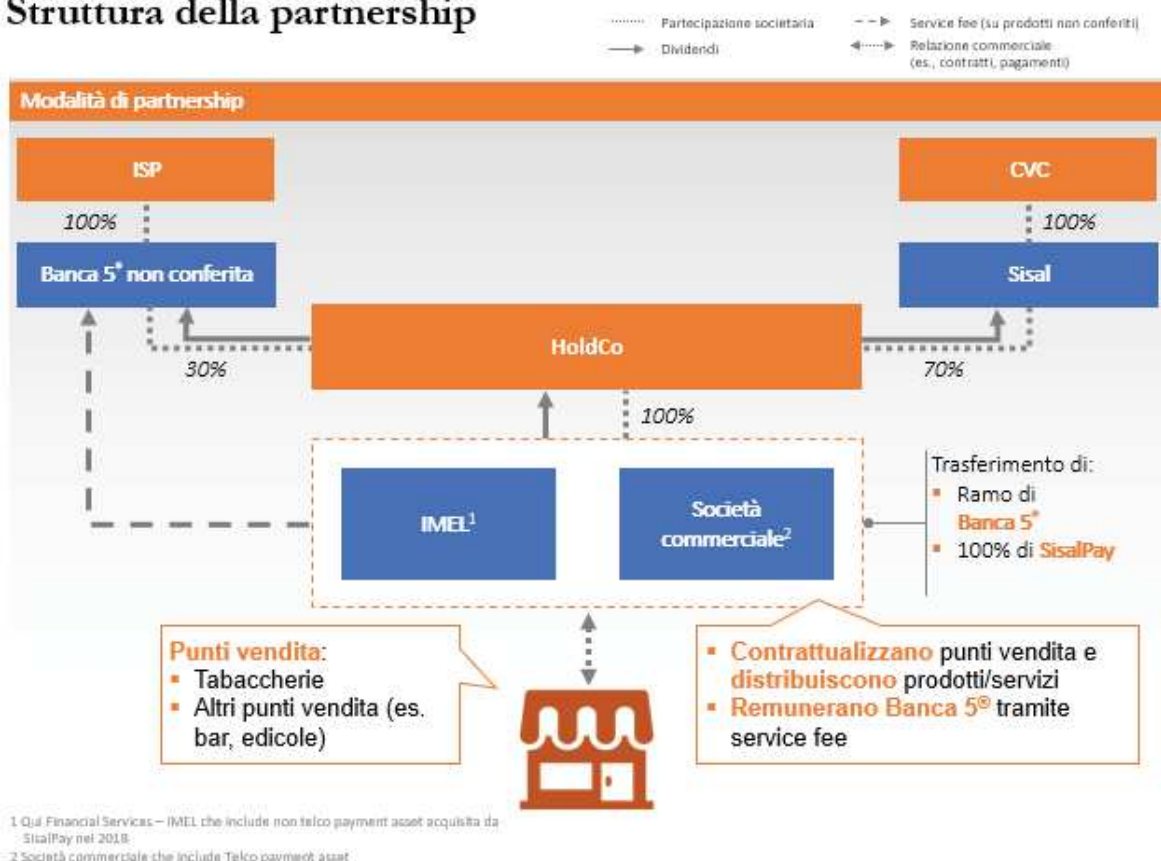 Struttura della partnership
Partecipazione societaria
Dividendi
Service fee (su prodotti non conferiti)
Relazione commerciale
(es., contratti, pagamenti)
Modalità di partnership
ISP
CVC
100%
100%
Banca 5* non conferita
Sisal
HoldCo
30%
70%
100%
IMEL1
Società
commerciale2
Trasferimento di:
▪ Ramo di
Banca 5*
▪ 100% di SisalPay
Punti vendita:
▪ Tabaccherie
▪ Altri punti vendita (es.
bar, edicole)
▪ Contrattualizzano punti vendita e
distribuiscono prodotti/servizi
▪ Remunerano Banca 5® tramite
service fee
1 Qui Financial Services – IMEL che include non telco payment asset acquisita da
SisalPay nel 2018
2 Società commerciale che include Telco payment asset